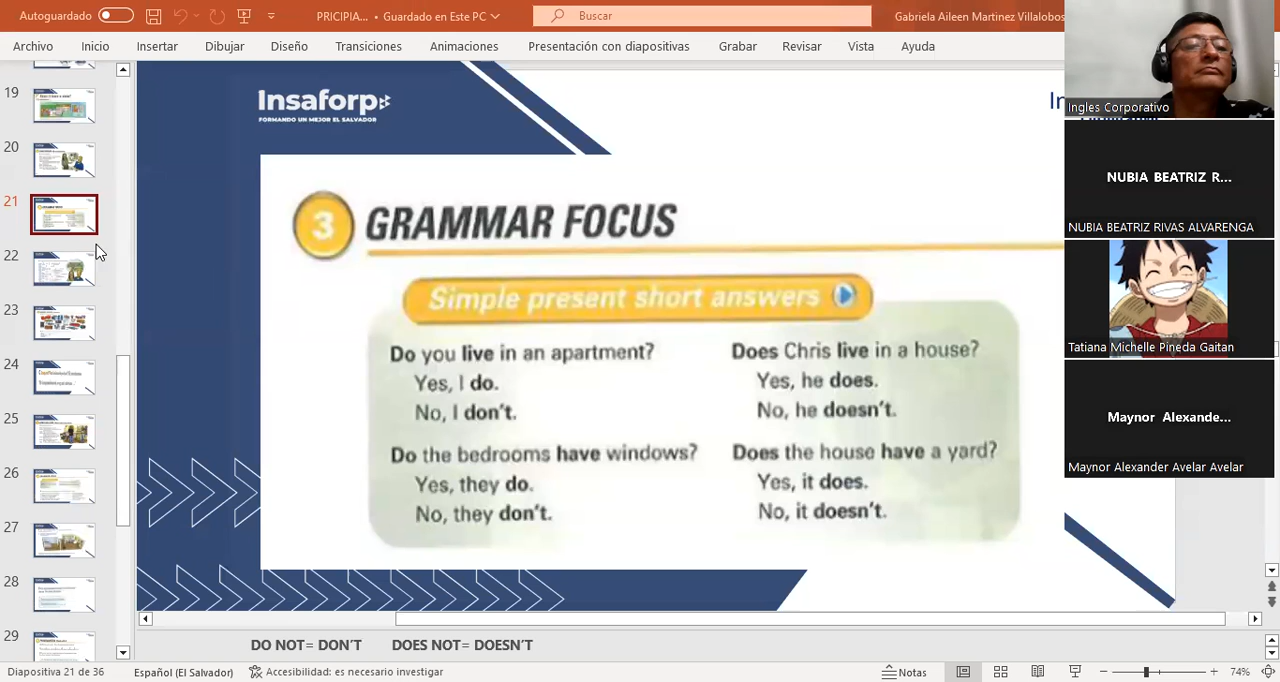 Autoguardado
PRICIPIA... • Guardado en Este PC
Buscar
Gabriela Aileen Martinez Villalobos
Archivo Inicio Insertar Dibujar Diseño Transiciones Animaciones Presentación con diapositivas Grabar Revisar Vista Ayuda
19
20
21
22
23
24
25
26
27
28
29
Insaforp
FORMANDO UN MEJOR EL SALVADOR
3 GRAMMAR FOCUS
Simple present short answers
Do you live in an apartment?
Yes, I do.
No, I don't.
Do the bedrooms have windows?
Yes, they do.
No, they don't.
Does Chris live in a house?
Yes, he does.
No, he doesn't.
Does the house have a yard?
Yes, it does.
No, it doesn't.
Ingles Corporativo
NUBIA BEATRIZ R...
NUBIA BEATRIZ RIVAS ALVARENGA
Tatiana Michelle Pineda Gaitan
Maynor Alexande...
Maynor Alexander Avelar Avelar
DO NOT= DON'T DOES NOT= DOESN'T
Diapositiva 21 de 36 Español (El Salvador) Accesibilidad: es necesario investigar Notas 74%